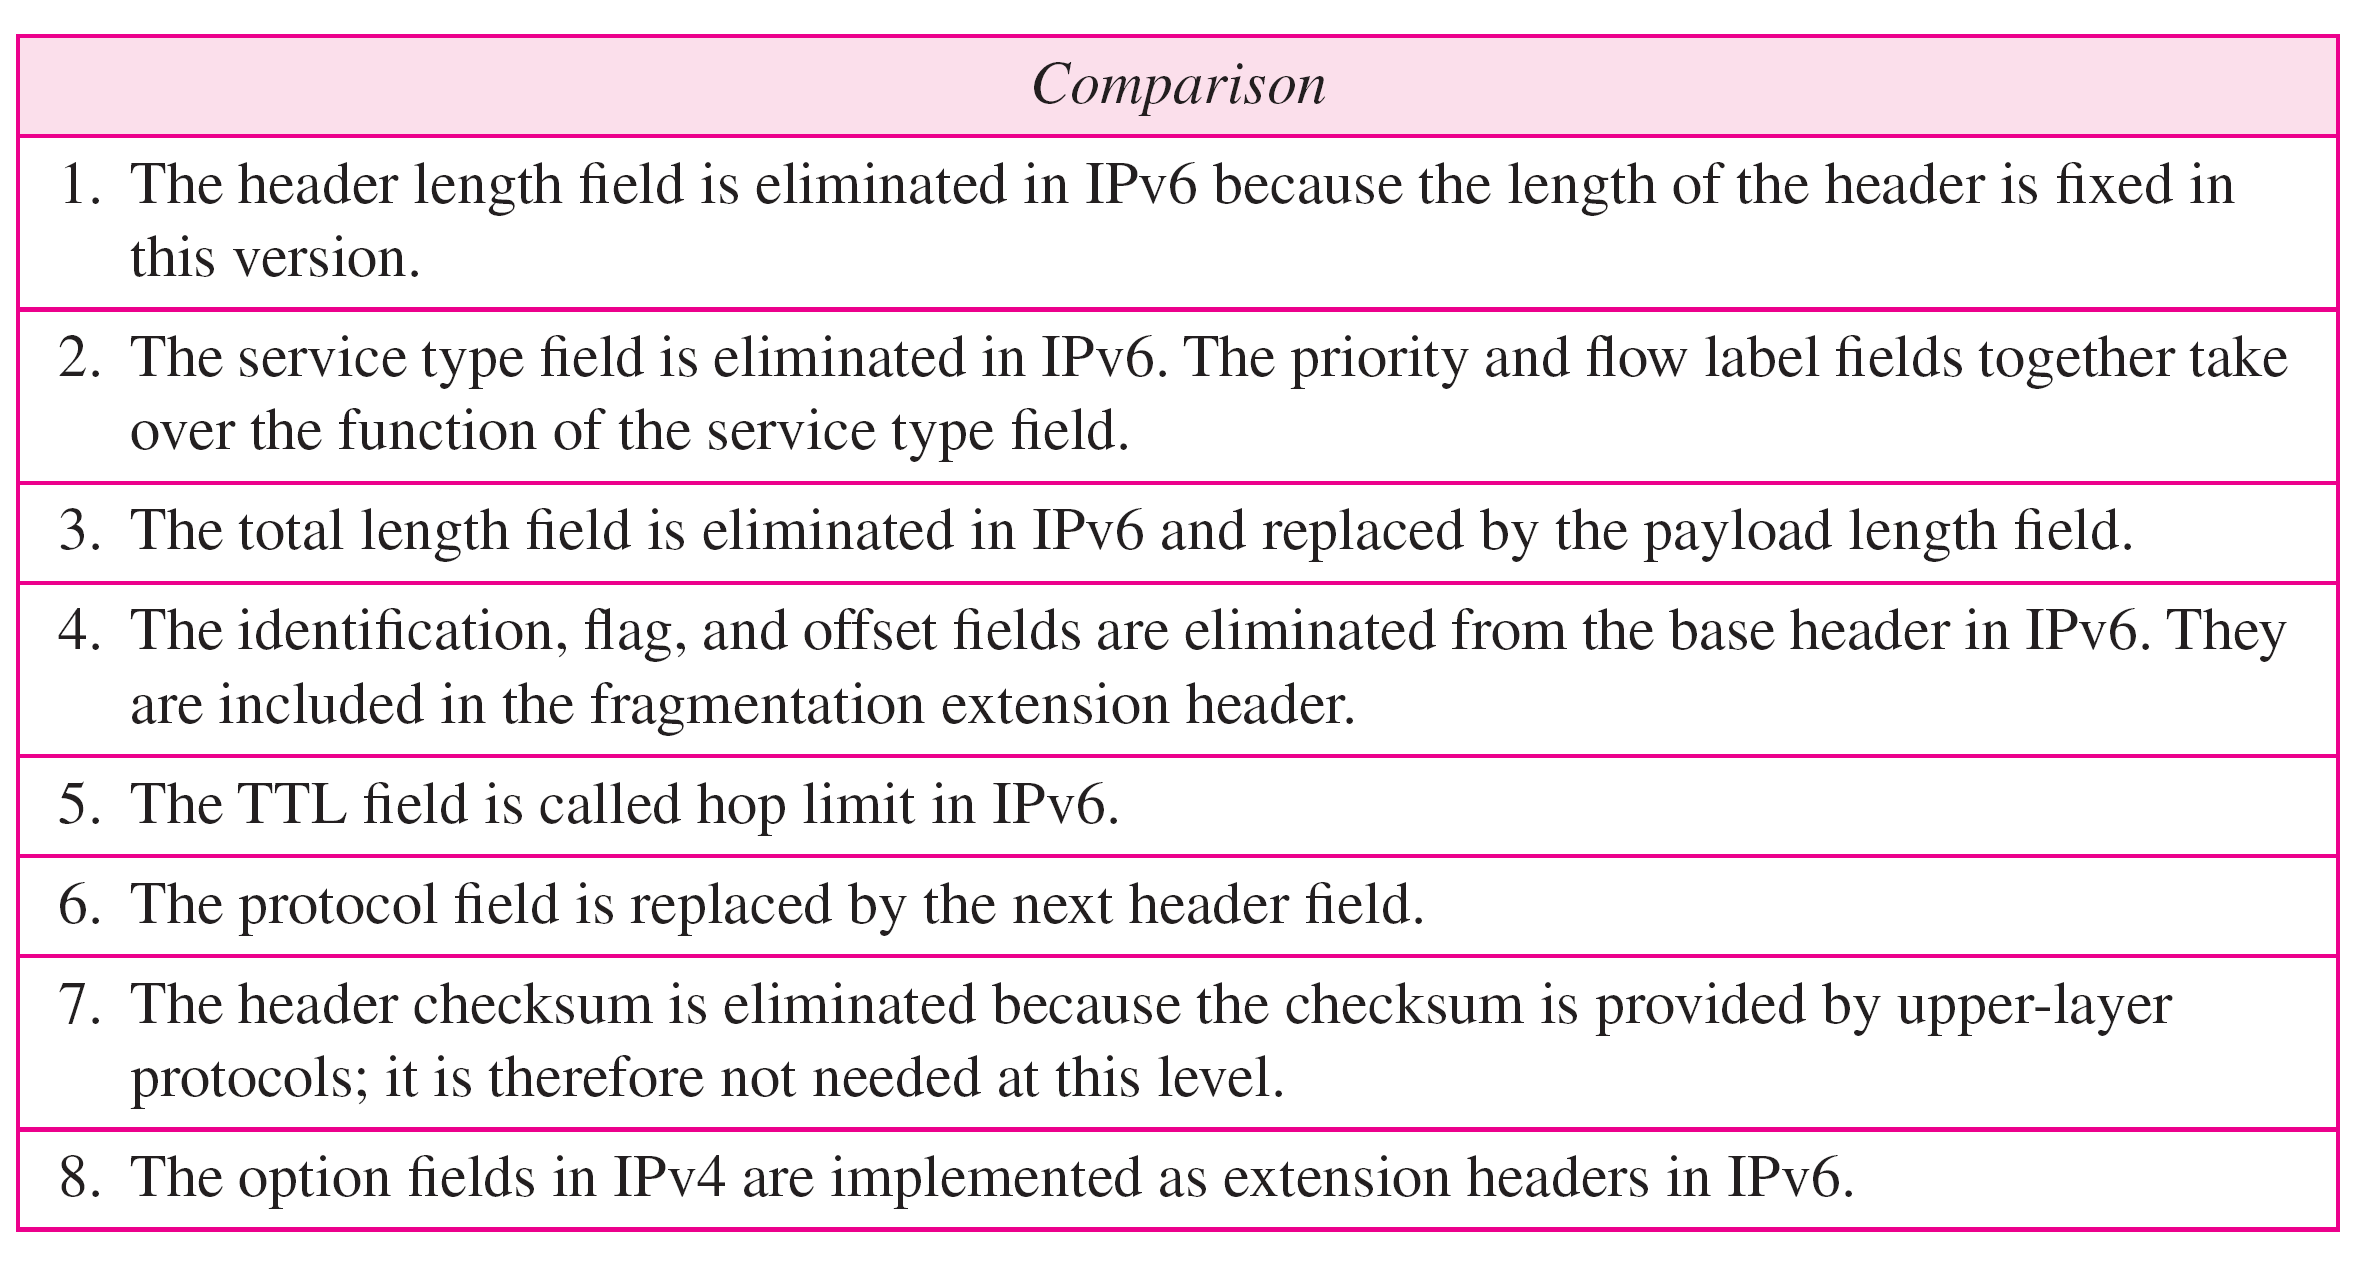 Comparison
1. The header length field is eliminated in IPv6 because the length of the header is fixed in
this version.
2. The service type field is eliminated in IPv6. The priority and flow label fields together take
over the function of the service type field.
3. The total length field is eliminated in IPv6 and replaced by the payload length field.
4. The identification, flag, and offset fields are eliminated from the base header in IPv6. They
are included in the fragmentation extension header.
5. The TTL field is called hop limit in IPv6.
6. The protocol field is replaced by the next header field.
7. The header checksum is eliminated because the checksum is provided by upper-layer
protocols; it is therefore not needed at this level.
8. The option fields in IPv4 are implemented as extension headers in IPv6.